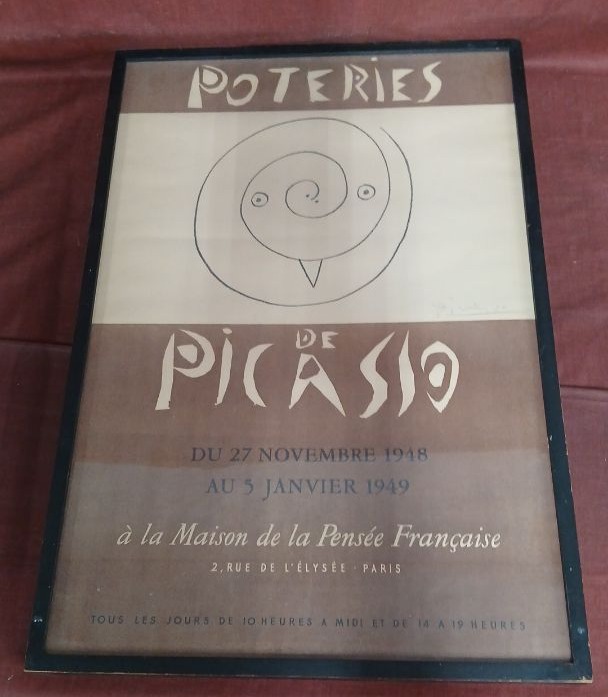 POTERIES
DE
PICASSO
DU 27 NOVEMBRE 1948
AU 5 JANVIER 1949
à la Maison de la Pensée Française
2, RUE DE L'ÉLYSÉE · PARIS
TOUS LES JOURS DE 10 HEURES A MIDI ET DE 14 A 19 HEURES